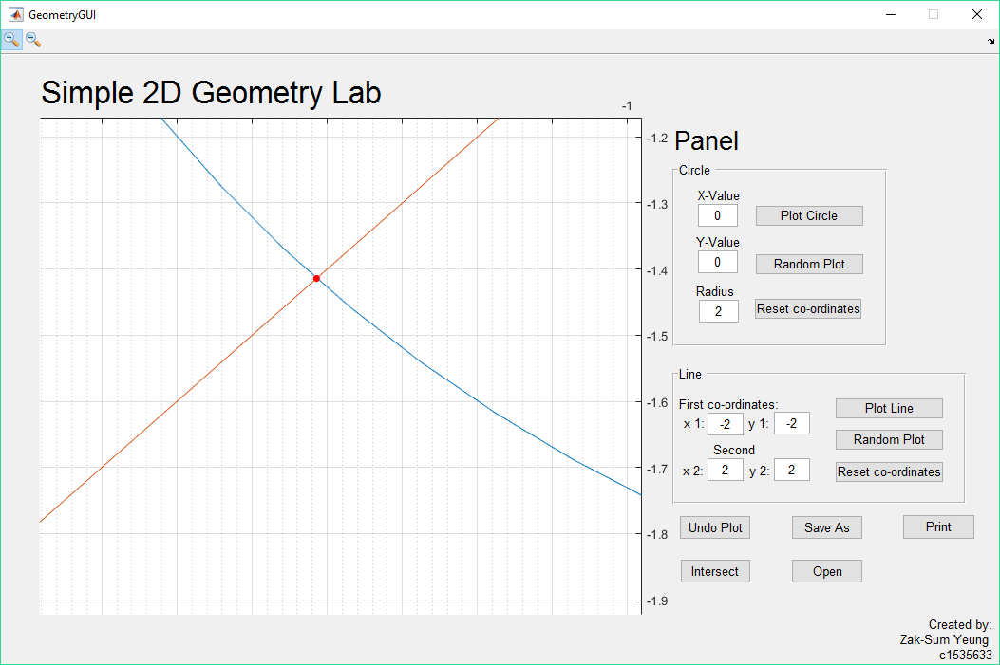 GeometryGUI
Simple 2D Geometry Lab
-1
-1.2
-1.3
-1.4
-1.5
-1.6
-1.7
-1.8
-1.9
Panel
Circle
X-Value
0
Plot Circle
Y-Value
0
Random Plot
Radius
2
Reset co-ordinates
Line
First co-ordinates:
x 1: -2 y 1: -2
Plot Line
Random Plot
Second
x 2: 2 y 2: 2
Reset co-ordinates
Undo Plot Save As Print
Intersect Open
Created by:
Zak-Sum Yeung
c1535633